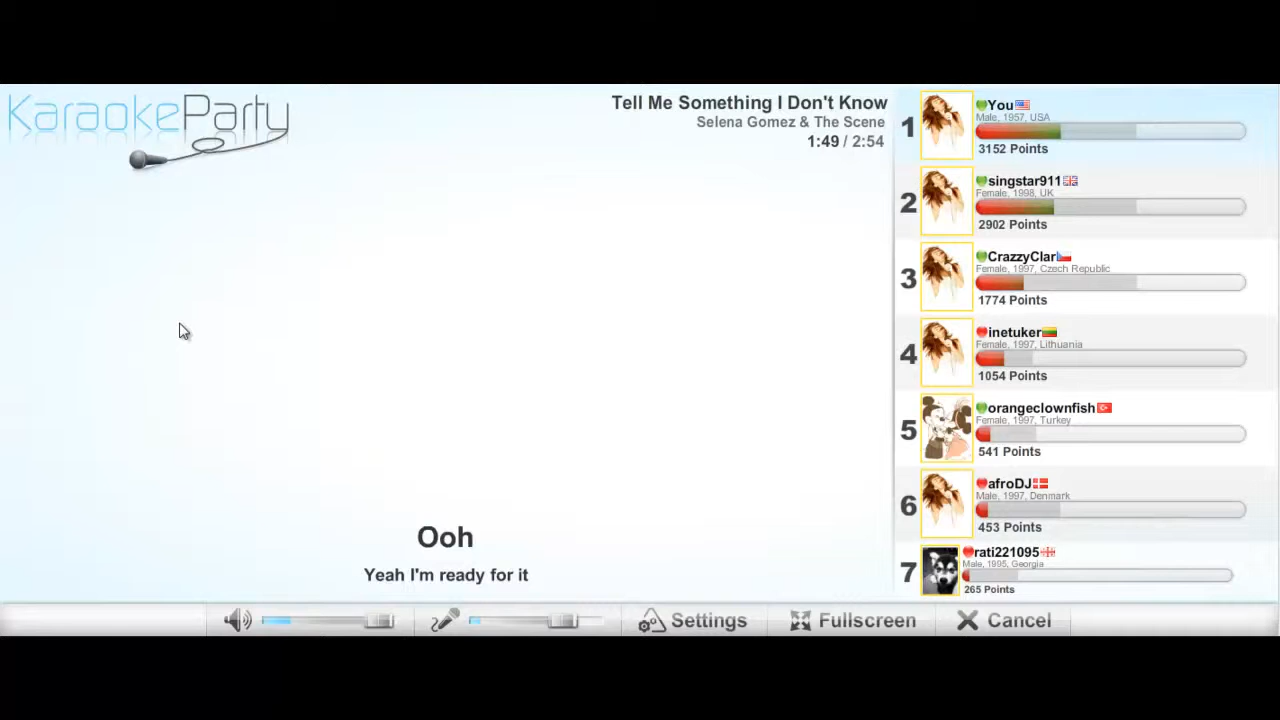 KaraokeParty
Tell Me Something I Don't Know
Selena Gomez & The Scene
1:49 / 2:54
1
You
Male, 1957, USA
3152 Points
2
singstar911
Female, 1998, UK
2902 Points
3
CrazzyClar
Female, 1997, Czech Republic
1774 Points
4
inetuker
Female, 1997, Lithuania
1054 Points
5
orangeclownfish
Female, 1997, Turkey
541 Points
6
afroDJ
Male, 1997, Denmark
453 Points
7
rati221095
Male, 1995, Georgia
265 Points
Ooh
Yeah I'm ready for it
Settings
Fullscreen
Cancel